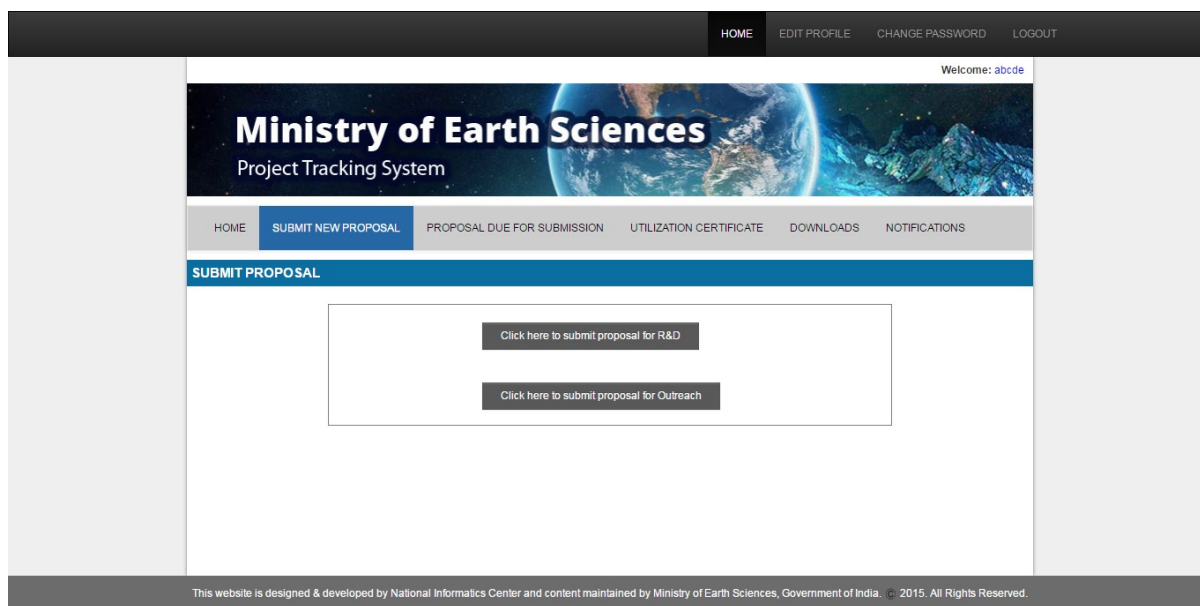 HOME EDIT PROFILE CHANGE PASSWORD LOGOUT
Welcome: abcde
Ministry of Earth Sciences
Project Tracking System
HOME SUBMIT NEW PROPOSAL PROPOSAL DUE FOR SUBMISSION UTILIZATION CERTIFICATE DOWNLOADS NOTIFICATIONS
SUBMIT PROPOSAL
Click here to submit proposal for R&D
Click here to submit proposal for Outreach
This website is designed & developed by National Informatics Center and content maintained by Ministry of Earth Sciences, Government of India. © 2015. All Rights Reserved.